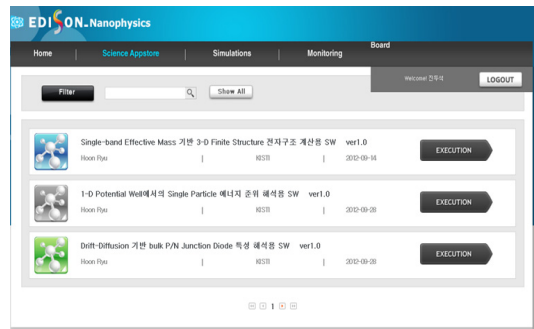 EDISON_Nanophysics
Home Science Appstore Simulations Monitoring Board
LOGOUT
Filter Show All
Single-band Effective Mass 기반 3-D Finite Structure 전자구조 계산용 SW ver1.0
Hoon Ryu | KISTI | 2012-09-14
EXECUTION
1-D Potential Well에서의 Single Particle 에너지 준위 해석용 SW ver1.0
Hoon Ryu | KISTI | 2012-09-28
EXECUTION
Drift-Diffusion 기반 bulk P/N Junction Diode 특성 해석용 SW ver1.0
Hoon Ryu | KISTI | 2012-09-28
EXECUTION
1